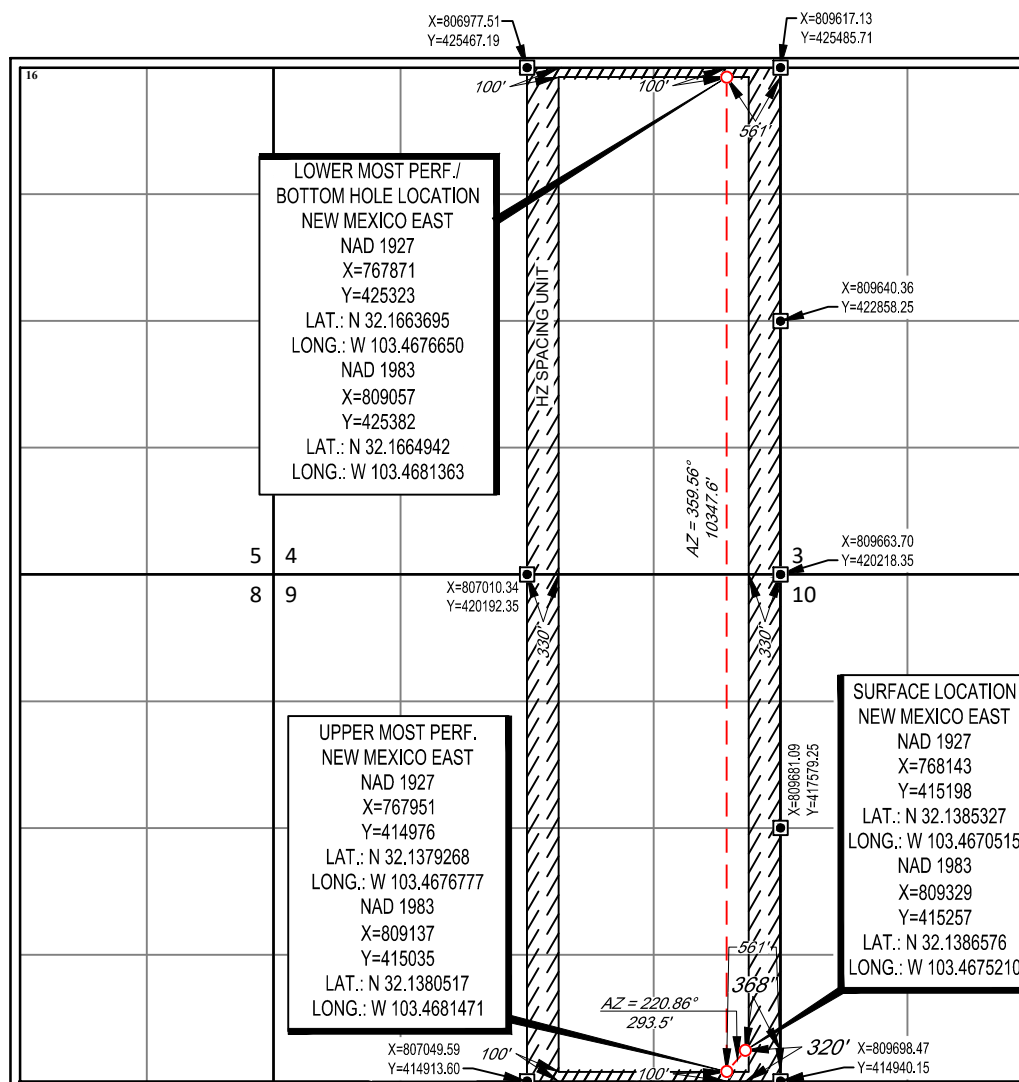 X=806977.51
Y=425467.19
X=809617.13
Y=425485.71
16
100'
100'
561'
LOWER MOST PERF./
BOTTOM HOLE LOCATION
NEW MEXICO EAST
NAD 1927
X=767871
Y=425323
LAT.: N 32.1663695
LONG.: W 103.4676650
NAD 1983
X=809057
Y=425382
LAT.: N 32.1664942
LONG.: W 103.4681363
HZ SPACING UNIT
X=809640.36
Y=422858.25
AZ = 359.56°
10347.6'
X=809663.70
Y=420218.35
5 4
8 9
3
10
X=807010.34
Y=420192.35
330'
330'
X=809681.09
Y=417579.25
UPPER MOST PERF.
NEW MEXICO EAST
NAD 1927
X=767951
Y=414976
LAT.: N 32.1379268
LONG.: W 103.4676777
NAD 1983
X=809137
Y=415035
LAT.: N 32.1380517
LONG.: W 103.4681471
SURFACE LOCATION
NEW MEXICO EAST
NAD 1927
X=768143
Y=415198
LAT.: N 32.1385327
LONG.: W 103.4670515
NAD 1983
X=809329
Y=415257
LAT.: N 32.1386576
LONG.: W 103.4675210
561'
368'
AZ = 220.86°
293.5'
320'
X=807049.59
Y=414913.60
100'
100'
X=809698.47
Y=414940.15